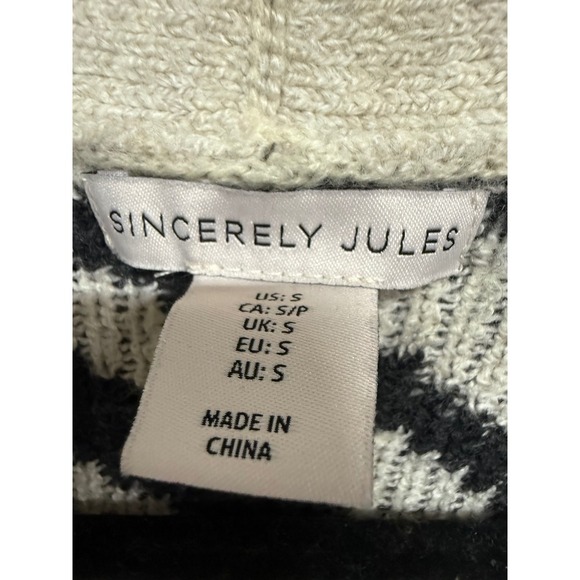 SINCERELY JULES
US: S
CA: S/P
UK: S
EU: S
AU: S
MADE IN
CHINA